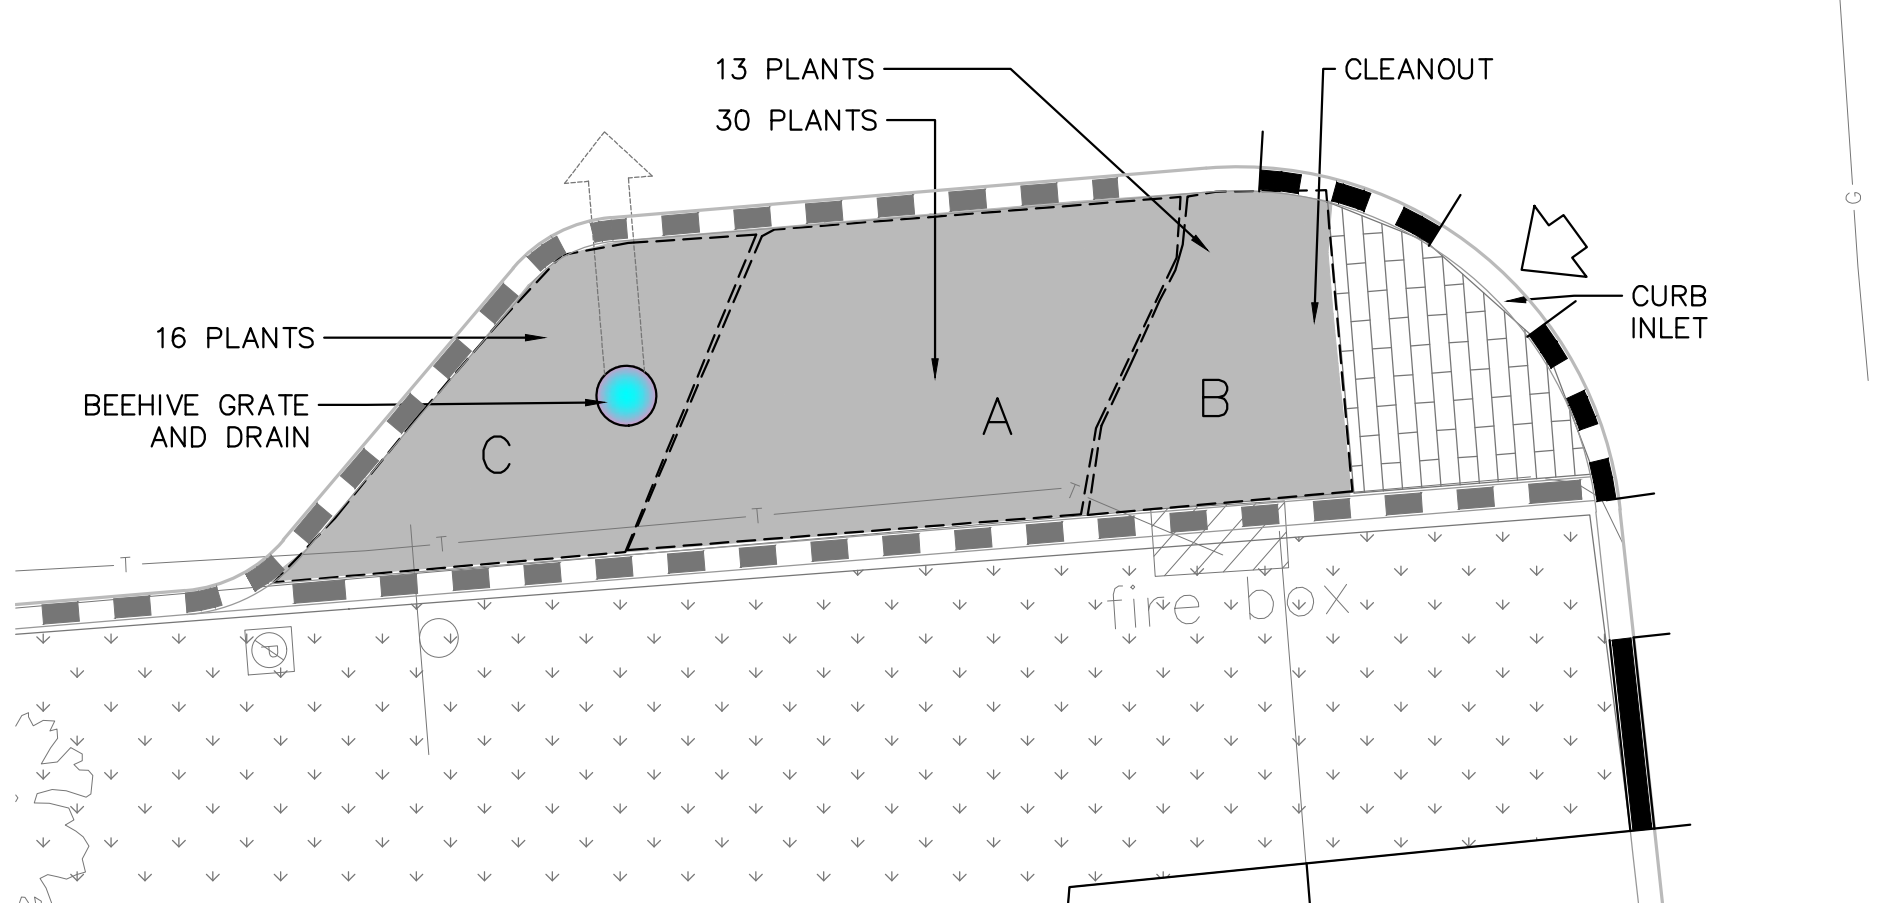 13 PLANTS
CLEANOUT
30 PLANTS
G
CURB
INLET
16 PLANTS
BEEHIVE GRATE
AND DRAIN
C
A
B
T
T
T
T
fire box
P